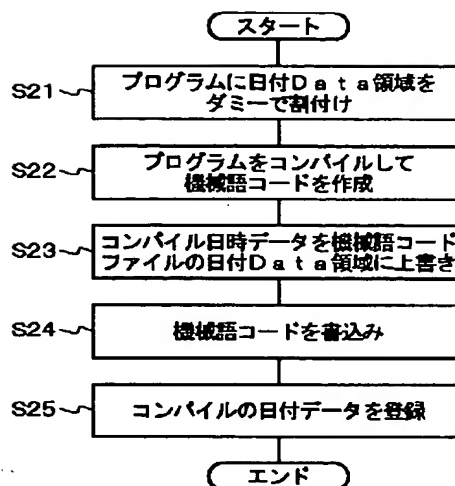 スタート
S21
プログラムに日付Data領域を
ダミーで割付け
S22
プログラムをコンパイルして
機械語コードを作成
S23
コンパイル日時データを機械語コード
ファイルの日付Data領域に上書き
S24
機械語コードを書込み
S25
コンパイルの日付データを登録
エンド